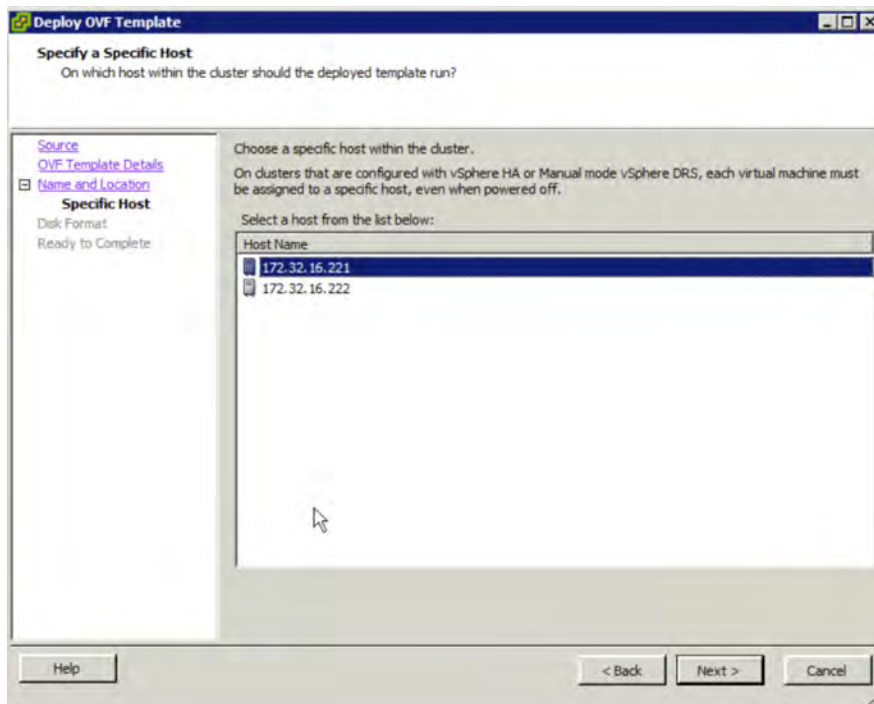 Deploy OVF Template
Specify a Specific Host
On which host within the cluster should the deployed template run?
Source
OVF Template Details
Name and Location
Specific Host
Disk Format
Ready to Complete
Choose a specific host within the cluster.
On clusters that are configured with vSphere HA or Manual mode vSphere DRS, each virtual machine must
be assigned to a specific host, even when powered off.
Select a host from the list below:
Host Name
172.32.16.221
172.32.16.222
Help
< Back
Next >
Cancel